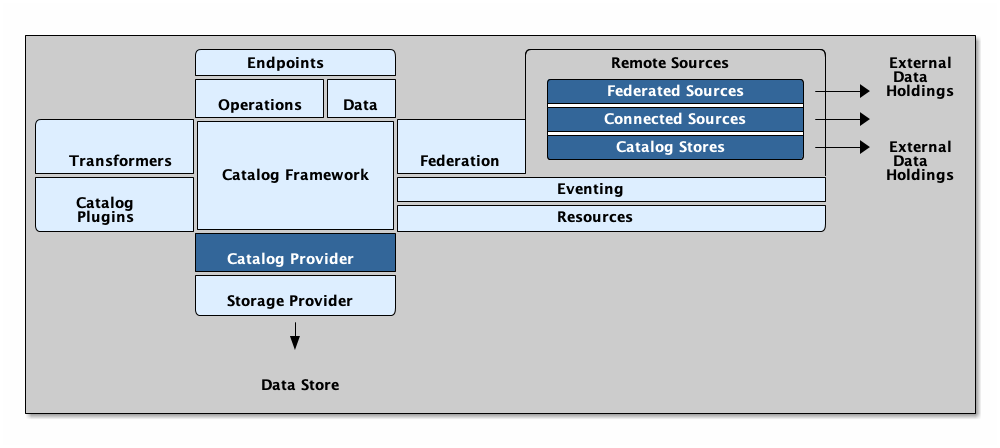 Endpoints
Operations
Data
Transformers
Catalog Framework
Federation
Catalog
Plugins
Remote Sources
Federated Sources
Connected Sources
Catalog Stores
Eventing
Resources
Catalog Provider
Storage Provider
Data Store
External
Data
Holdings
External
Data
Holdings